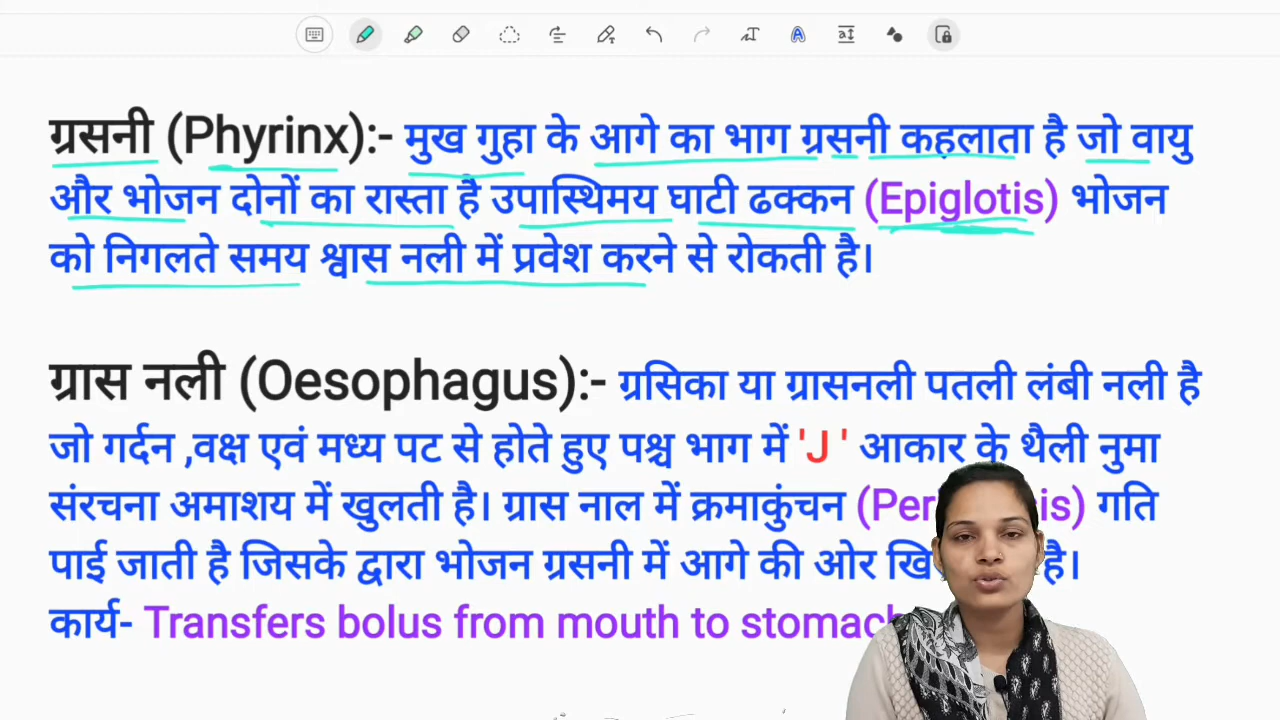 ग्रसनी (Phyrinx):- मुख गुहा के आगे का भाग ग्रसनी कहलाता है जो वायु
और भोजन दोनों का रास्ता है उपास्थिमय घाटी ढक्कन (Epiglotis) भोजन
को निगलते समय श्वास नली में प्रवेश करने से रोकती है।
ग्रास नली (Oesophagus):- ग्रसिका या ग्रासनली पतली लंबी नली है
जो गर्दन ,वक्ष एवं मध्य पट से होते हुए पश्च भाग में 'J ' आकार के थैली नुमा
संरचना अमाशय में खुलती है। ग्रास नाल में क्रमाकुंचन गति
पाई जाती है जिसके द्वारा भोजन ग्रसनी में आगे की ओर है।
कार्य- Transfers bolus from mouth to stomach